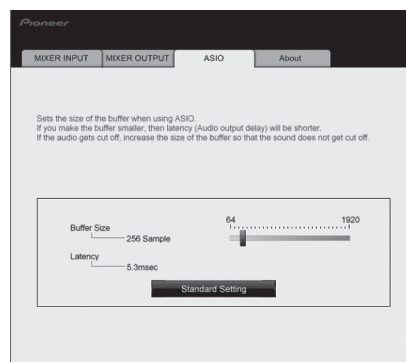 Pioneer
MIXER INPUT MIXER OUTPUT ASIO About
Sets the size of the buffer when using ASIO.
If you make the buffer smaller, then latency (Audio output delay) will be shorter.
If the audio gets cut off, increase the size of the buffer so that the sound does not get cut off.
64 1920
Buffer Size
256 Sample
Latency
5.3msec
Standard Setting